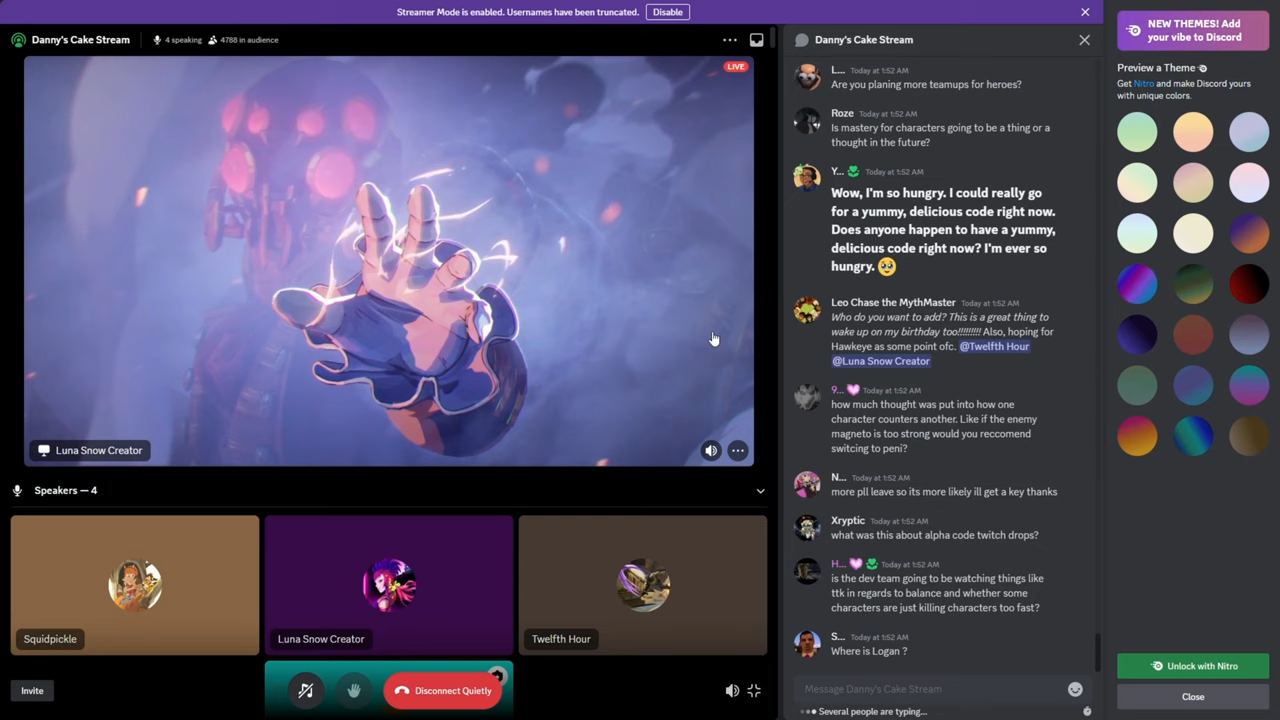 Streamer Mode is enabled. Usernames have been truncated.
Disable
Danny's Cake Stream
4 speaking
4788 in audience
LIVE
Luna Snow Creator
Speakers — 4
Squidpickle
Luna Snow Creator
Twelfth Hour
Invite
Disconnect Quietly
Danny's Cake Stream
L... Today at 1:52 AM
Are you planing more teamups for heroes?
Roze Today at 1:52 AM
Is mastery for characters going to be a thing or a
thought in the future?
Y... Today at 1:52 AM
Wow, I'm so hungry. I could really go
for a yummy, delicious code right now.
Does anyone happen to have a yummy,
delicious code right now? I'm ever so
hungry. 🥹
Leo Chase the MythMaster Today at 1:52 AM
Who do you want to add? This is a great thing to
wake up on my birthday too!!!!!!!!! Also, hoping for
Hawkeye as some point ofc. @Twelfth Hour
@Luna Snow Creator
9... Today at 1:52 AM
how much thought was put into how one
character counters another. Like if the enemy
magneto is too strong would you reccomend
switcing to peni?
N... Today at 1:52 AM
more pll leave so its more likely ill get a key thanks
Xryptic Today at 1:52 AM
what was this about alpha code twitch drops?
H... Today at 1:52 AM
is the dev team going to be watching things like
ttk in regards to balance and whether some
characters are just killing characters too fast?
S... Today at 1:52 AM
Where is Logan ?
Message Danny's Cake Stream
Several people are typing...
NEW THEMES! Add
your vibe to Discord
Preview a Theme
Get Nitro and make Discord yours
with unique colors.
Unlock with Nitro
Close